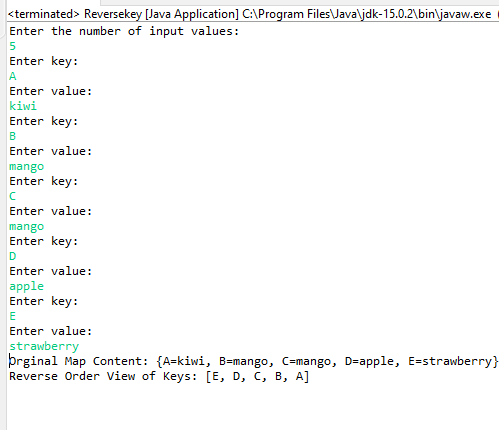 <terminated> Reversekey [Java Application] C:\Program Files\Java\jdk-15.0.2\bin\javaw.exe (
Enter the number of input values:
5
Enter key:
A
Enter value:
kiwi
Enter key:
B
Enter value:
mango
Enter key:
C
Enter value:
mango
Enter key:
D
Enter value:
apple
Enter key:
E
Enter value:
strawberry
Orginal Map Content: {A=kiwi, B=mango, C=mango, D=apple, E=strawberry}
Reverse Order View of Keys: [E, D, C, B, A]